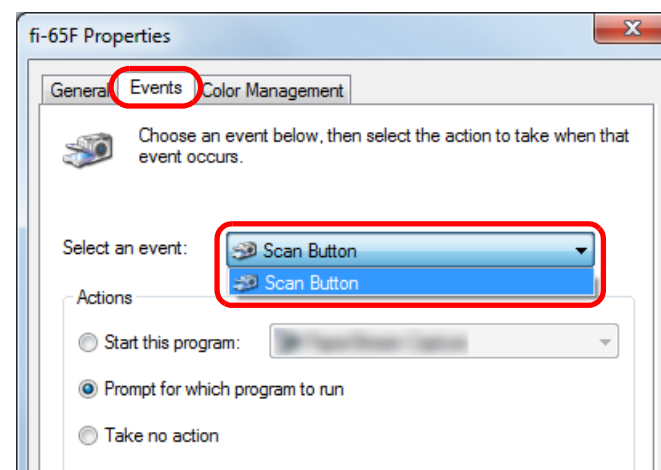 fi-65F Properties
General Events Color Management
Choose an event below, then select the action to take when that
event occurs.
Select an event: Scan Button
Scan Button
Actions
Start this program:
Prompt for which program to run
Take no action